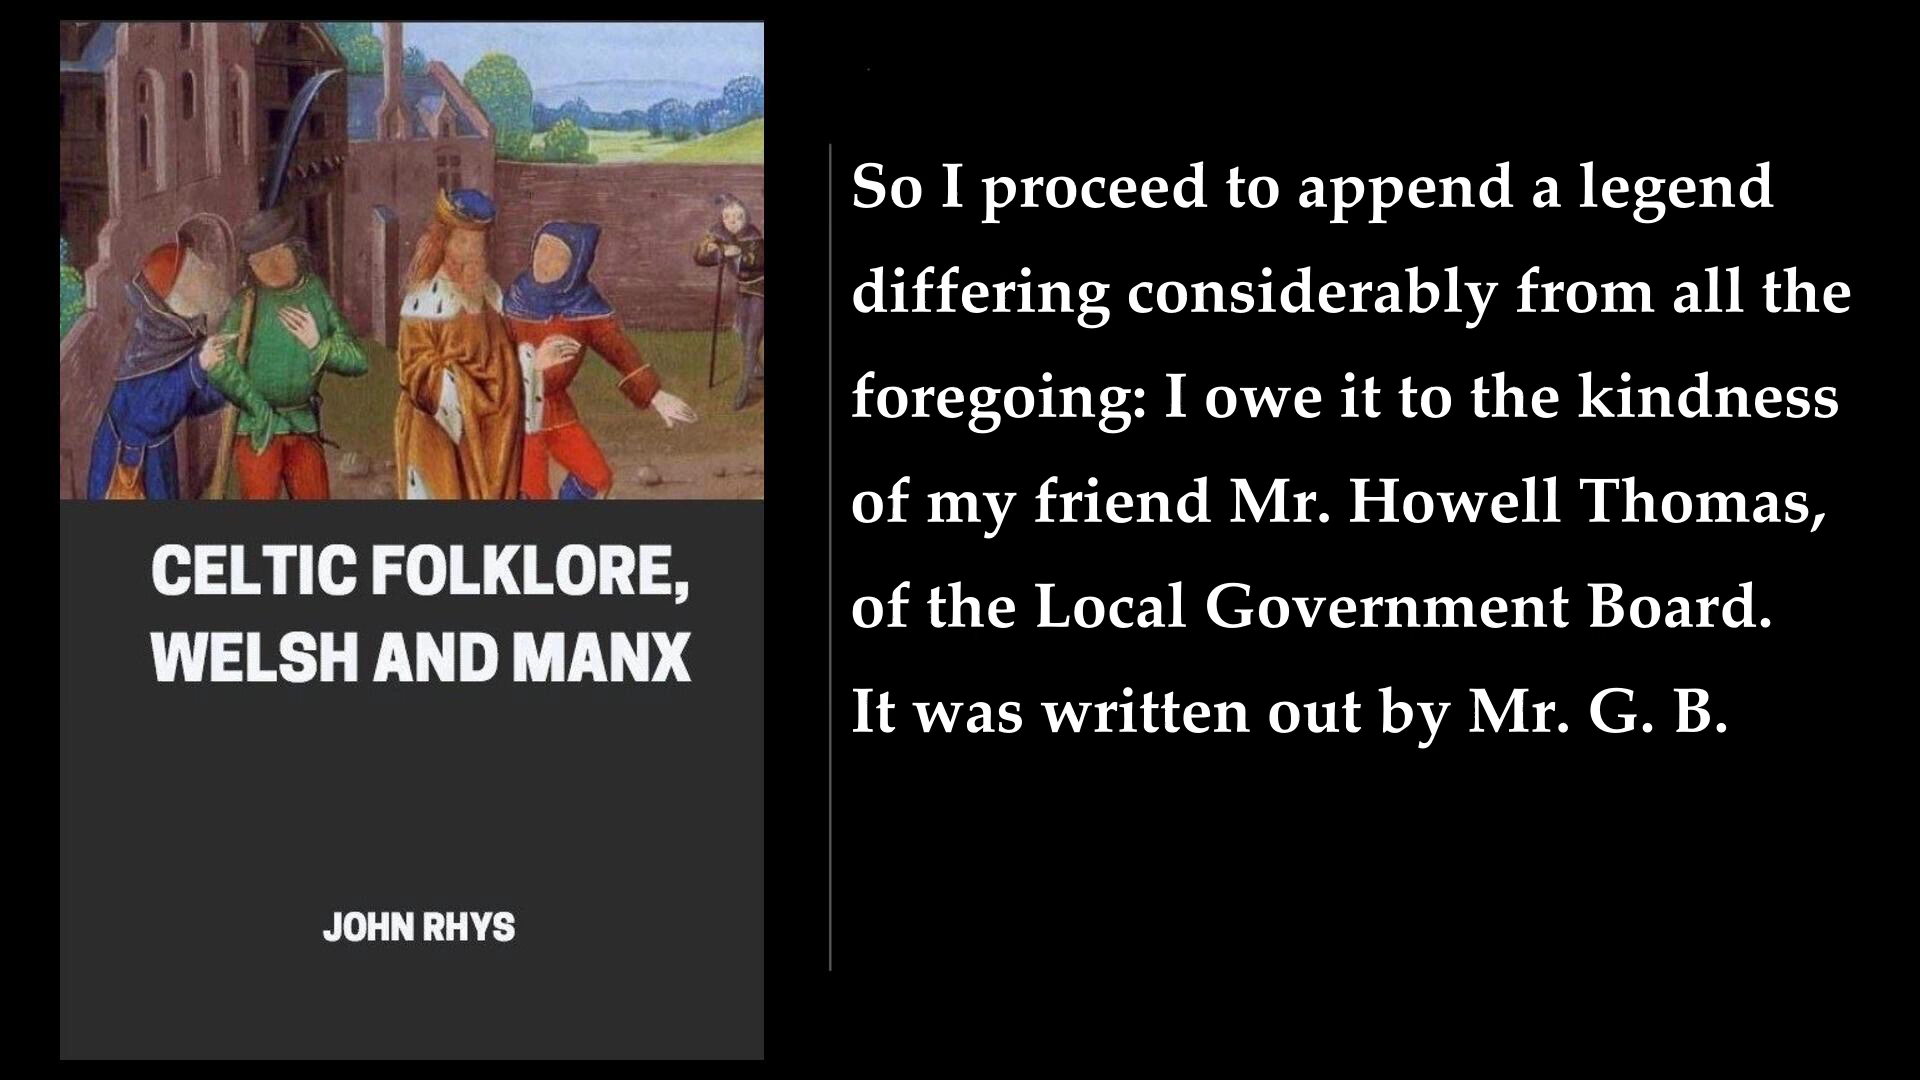 CELTIC FOLKLORE,
WELSH AND MANX
JOHN RHYS
So I proceed to append a legend
differing considerably from all the
foregoing: I owe it to the kindness
of my friend Mr. Howell Thomas,
of the Local Government Board.
It was written out by Mr. G. B.